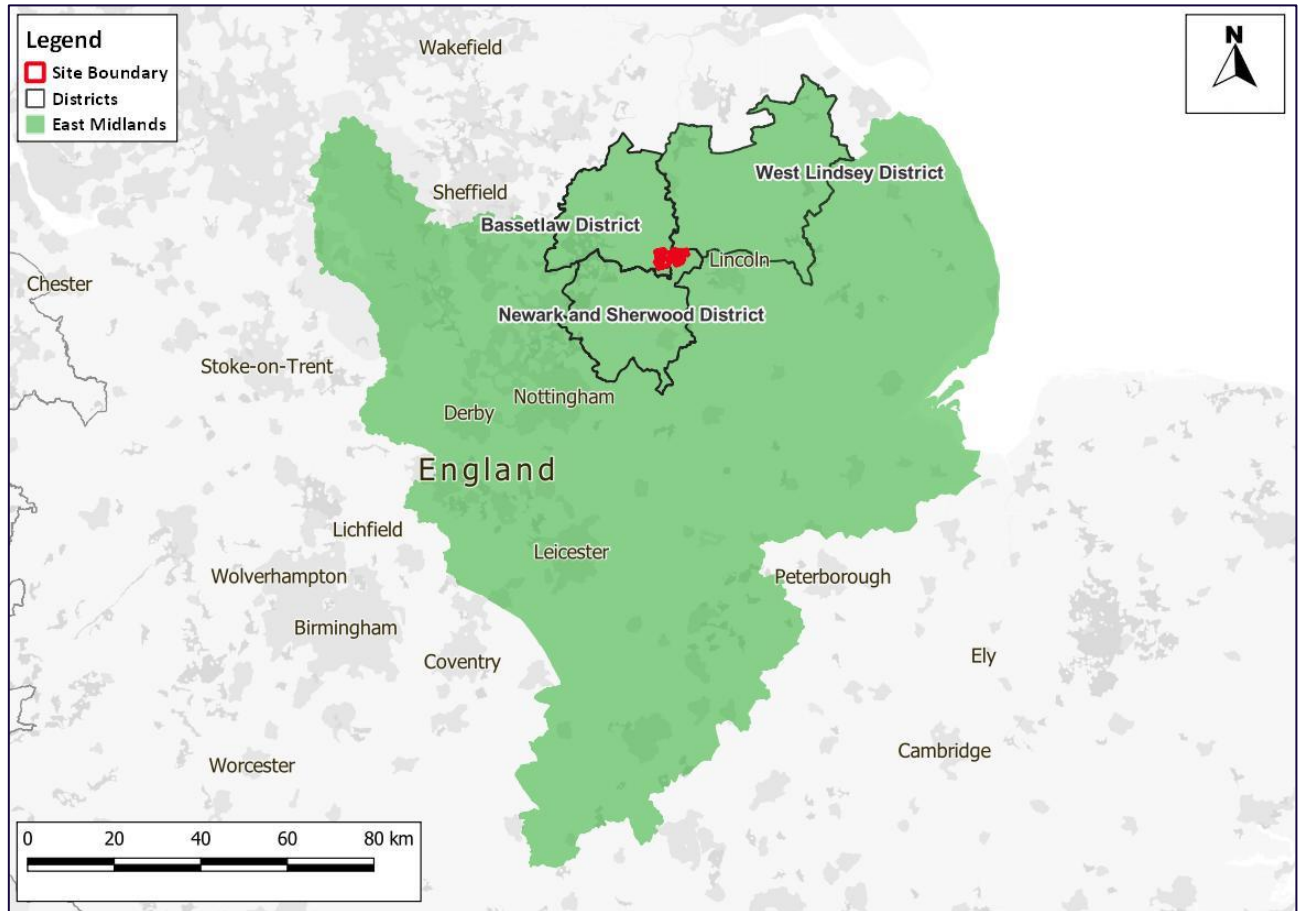 Legend
Site Boundary
Districts
East Midlands
N
Wakefield
West Lindsey District
Sheffield
Bassetlaw District
Lincoln
Chester
Newark and Sherwood District
Stoke-on-Trent
Nottingham
Derby
England
Lichfield
Leicester
Wolverhampton
Peterborough
Birmingham
Coventry
Ely
Cambridge
Worcester
0 20 40 60 80 km